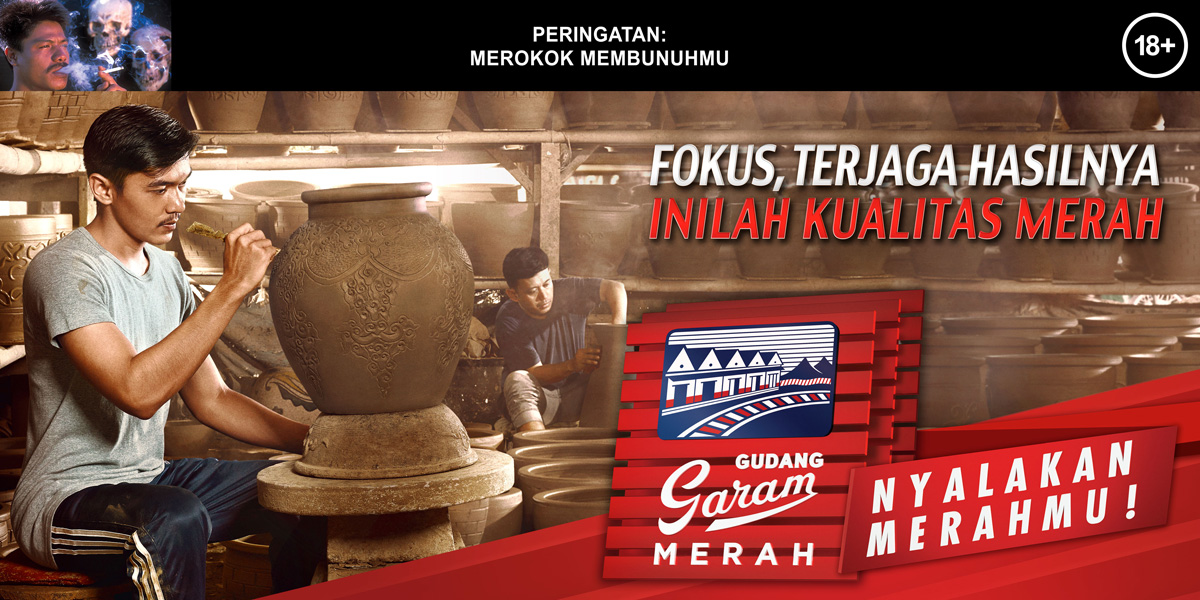 PERINGATAN:
MEROKOK MEMBUNUHMU
18+
FOKUS, TERJAGA HASILNYA
INILAH KUALITAS MERAH
GUDANG
Garam
MERAH
NYALAKAN
MERAHMU!